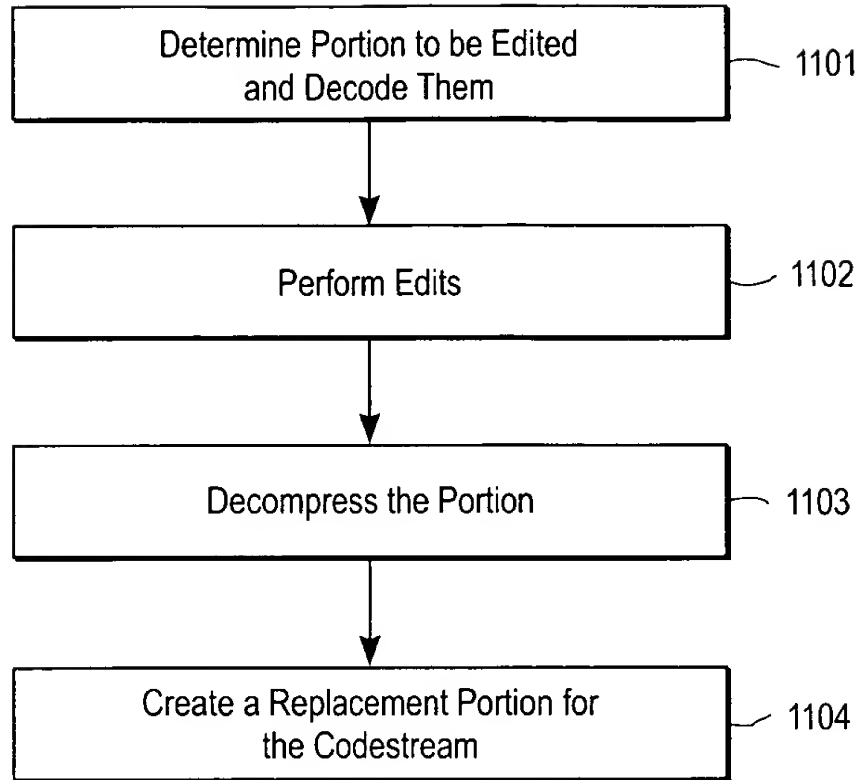 Determine Portion to be Edited
and Decode Them
1101
Perform Edits
1102
Decompress the Portion
1103
Create a Replacement Portion for
the Codestream
1104